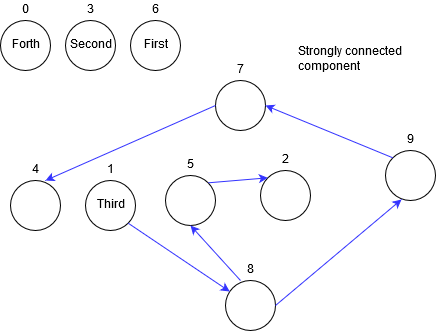 0 3 6
Forth Second First
Strongly connected
component
7
9
4 1 5 2
Third
8